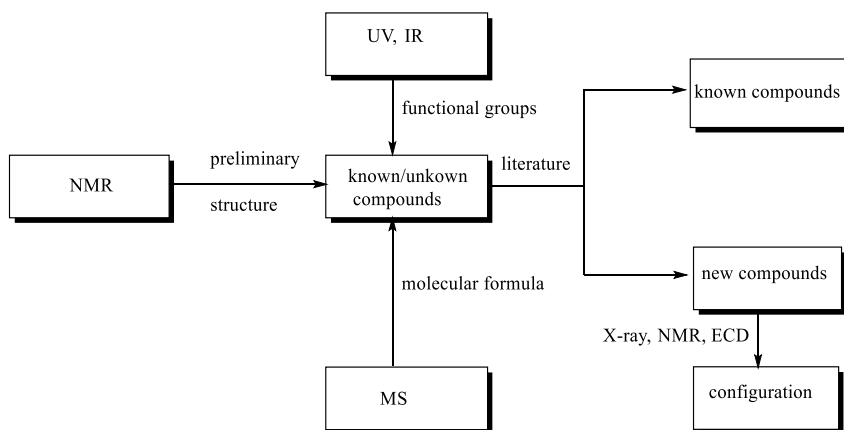 UV, IR
known compounds
functional groups
preliminary
literature
NMR
known/unkown
compounds
structure
new compounds
molecular formula
X-ray, NMR, ECD
MS
configuration